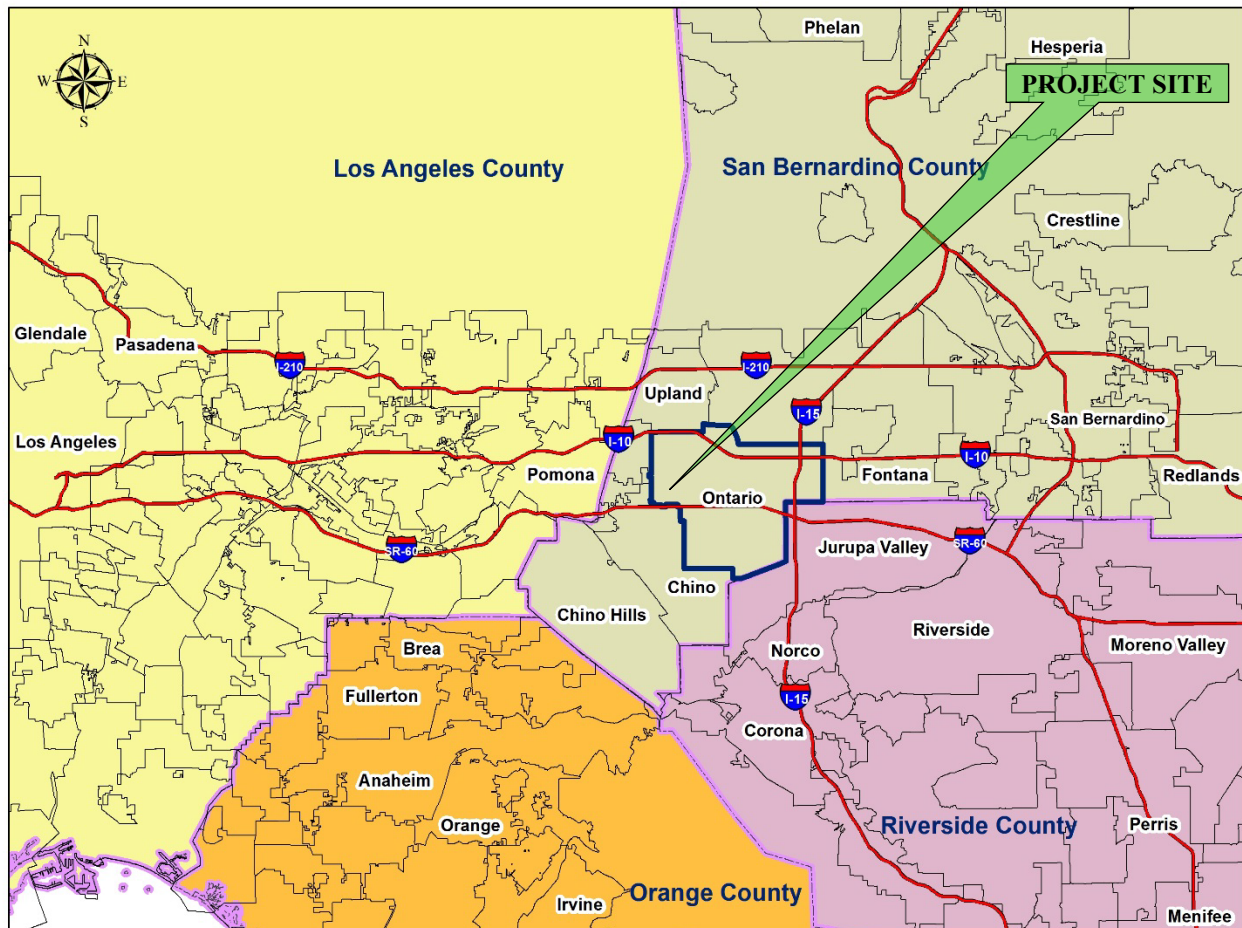 Phelan
Hesperia
N
W E
S
PROJECT SITE
Los Angeles County
San Bernardino County
Crestline
Glendale
Pasadena
I-210
I-210
Upland
I-15
San Bernardino
Los Angeles
I-10
Pomona
Fontana
I-10
Redlands
Ontario
SR-60
Jurupa Valley
SR-60
Chino
Chino Hills
Riverside
Moreno Valley
Brea
Norco
Fullerton
I-15
Corona
Anaheim
Orange
Riverside County
Perris
Orange County
Irvine
Menifee